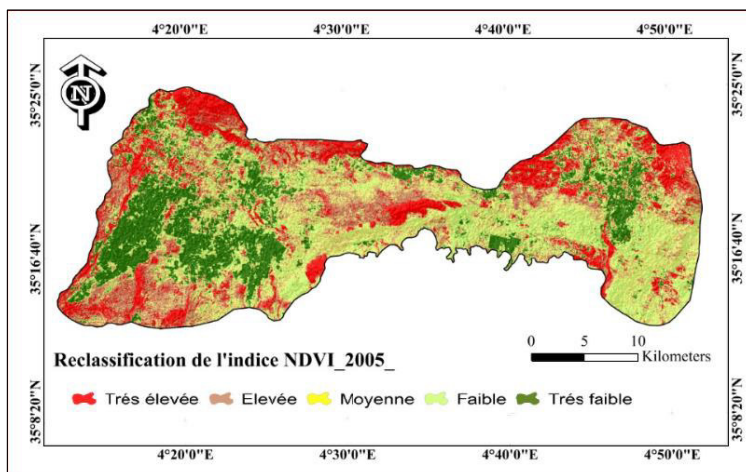 4°20'0"E 4°30'0"E 4°40'0"E 4°50'0"E
35°25'0"N 35°25'0"N
N
35°16'40"N 35°16'40"N
0 5 10
Kilometers
Reclassification de l'indice NDVI_2005_
Trés élevée Elevée Moyenne Faible Trés faible
35°8'20"N 35°8'20"N
4°20'0"E 4°30'0"E 4°40'0"E 4°50'0"E